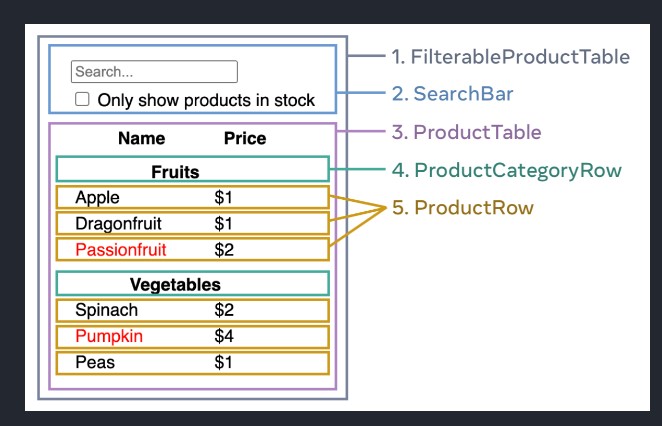 Search...
Only show products in stock
Name Price
Fruits
Apple $1
Dragonfruit $1
Passionfruit $2
Vegetables
Spinach $2
Pumpkin $4
Peas $1
1. FilterableProductTable
2. SearchBar
3. ProductTable
4. ProductCategoryRow
5. ProductRow